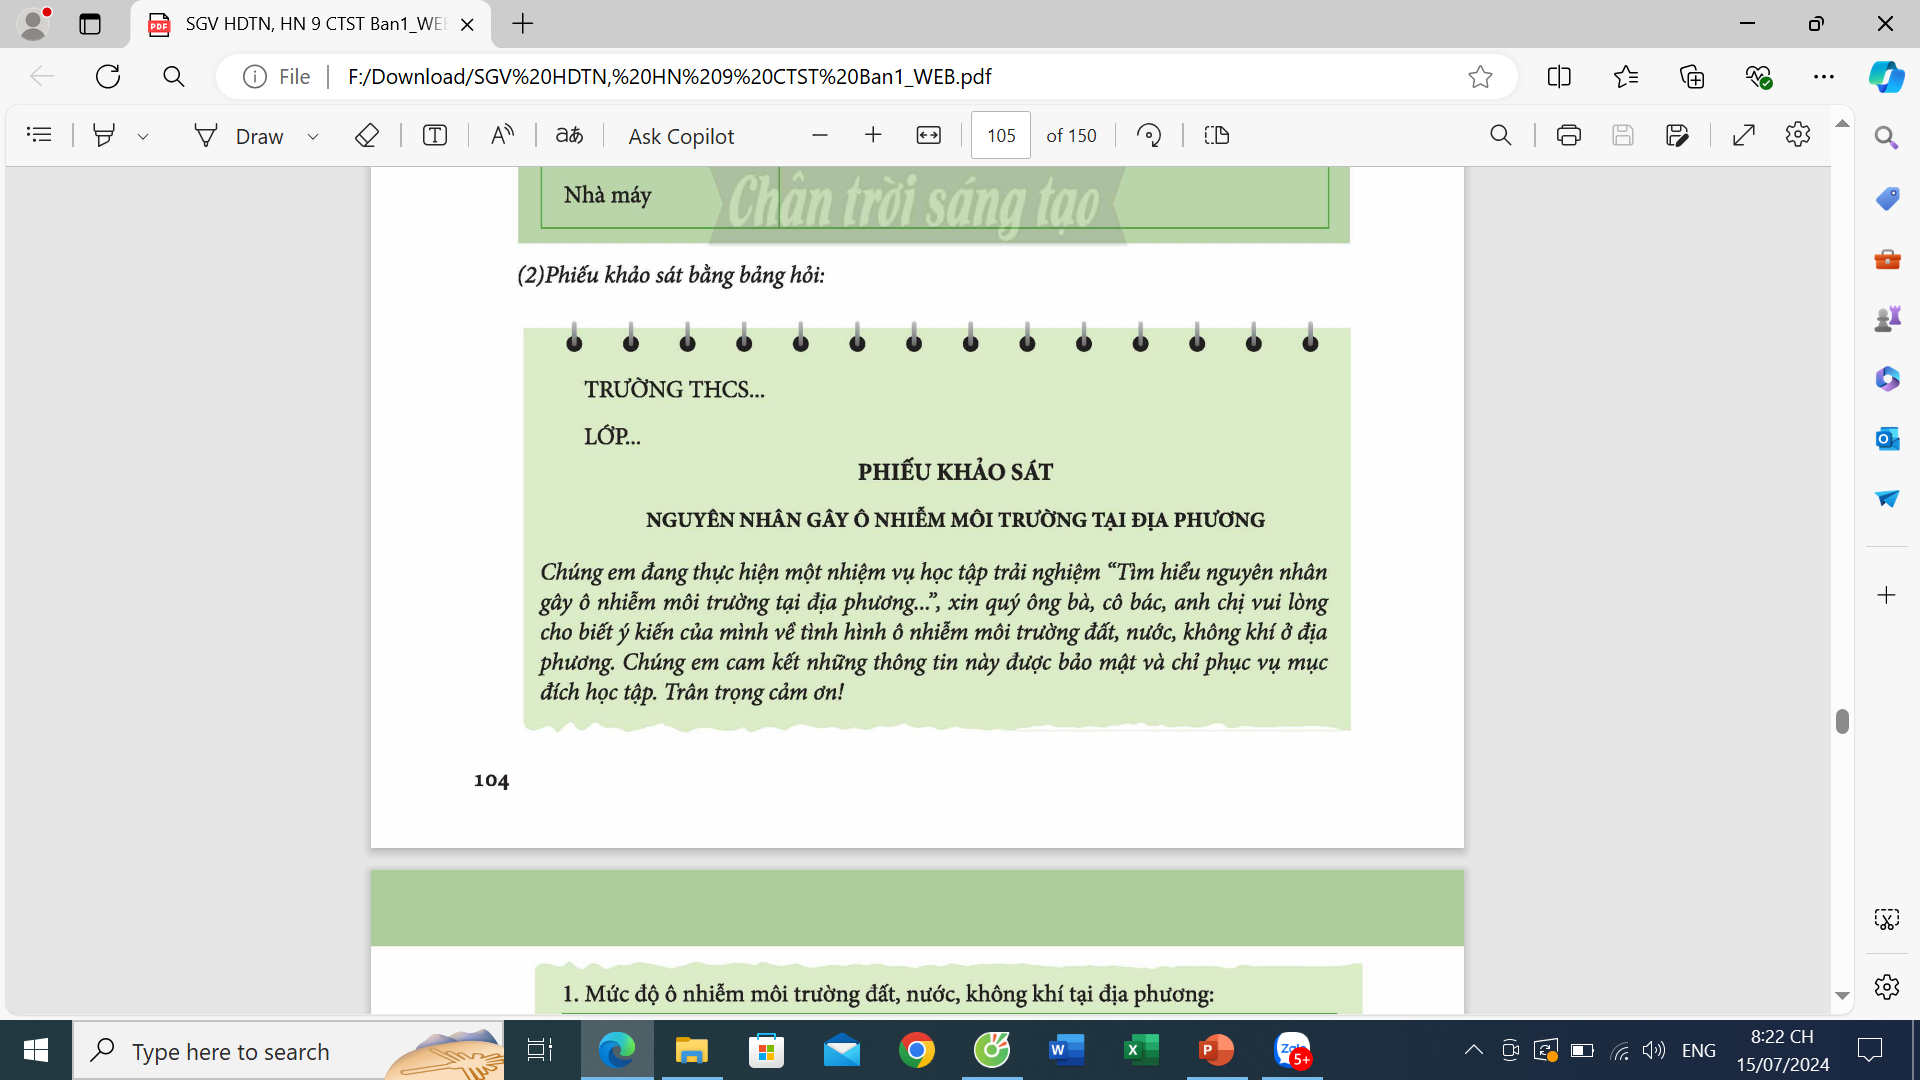 SGV HDTN, HN 9 CTST Ban1_WEB
File
F:/Download/SGV%20HDTN,%20HN%209%20CTST%20Ban1_WEB.pdf
Draw
Ask Copilot
105 of 150
Nhà máy
Chân trời sáng tạo
(2)Phiếu khảo sát bằng bảng hỏi:
TRƯỜNG THCS...
LỚP...
PHIẾU KHẢO SÁT
NGUYÊN NHÂN GÂY Ô NHIỄM MÔI TRƯỜNG TẠI ĐỊA PHƯƠNG
Chúng em đang thực hiện một nhiệm vụ học tập trải nghiệm “Tìm hiểu nguyên nhân
gây ô nhiễm môi trường tại địa phương...”, xin quý ông bà, cô bác, anh chị vui lòng
cho biết ý kiến của mình về tình hình ô nhiễm môi trường đất, nước, không khí ở địa
phương. Chúng em cam kết những thông tin này được bảo mật và chỉ phục vụ mục
đích học tập. Trân trọng cảm ơn!
104
1. Mức độ ô nhiễm môi trường đất, nước, không khí tại địa phương:
Type here to search
5+
ENG
8:22 CH
15/07/2024